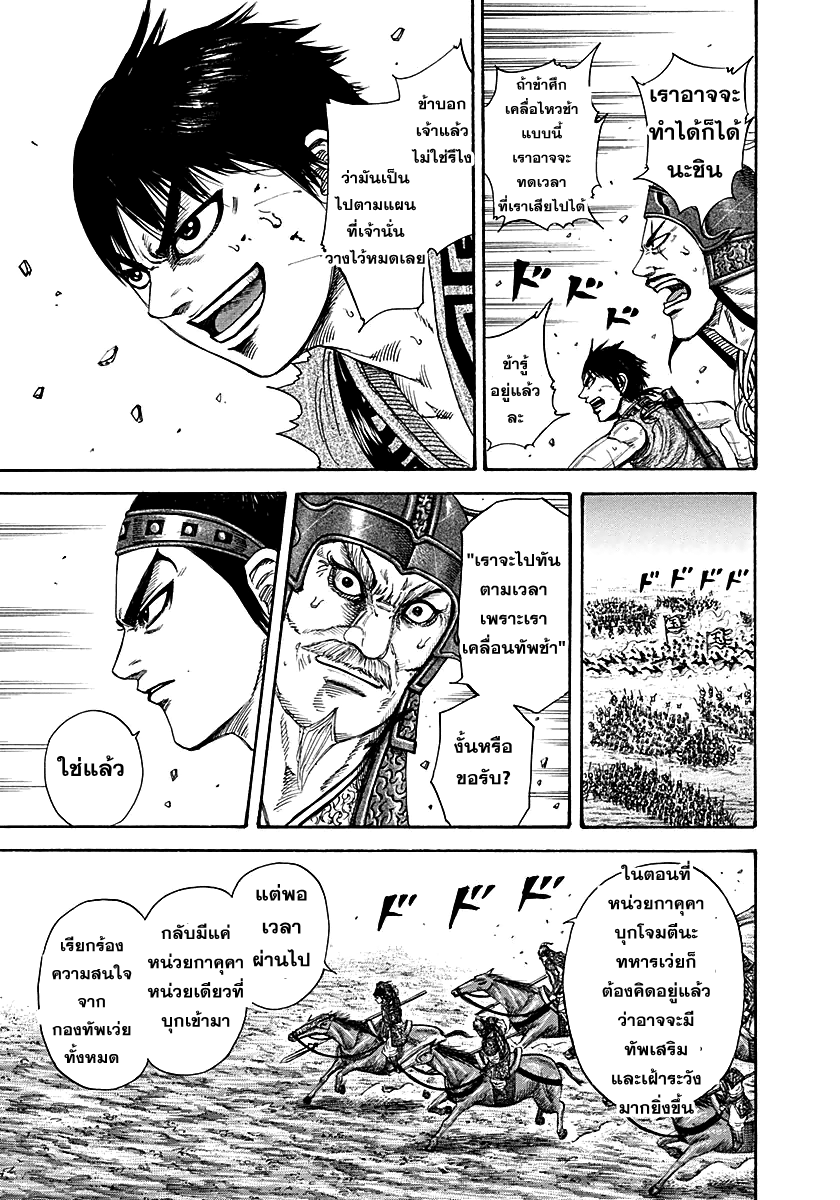 เราอาจจะ
ทำได้ก็ได้
นะชิน
ถ้าข้าศึก
เคลื่อไหวช้า
แบบนี้
เราอาจจะ
ทดเวลา
ที่เราเสียไปได้
ข้ารู้
อยู่แล้ว
ละ
ドドド
ข้าบอก
เจ้าแล้ว
ไม่ใช่รึไง
ว่ามันเป็น
ไปตามแผน
ที่เจ้านั่น
วางไว้หมดเลย
ドドドド
"เราจะไปทัน
ตามเวลา
เพราะเรา
เคลื่อนทัพช้า"
งั้นหรือ
ขอรับ?
ใช่แล้ว
ในตอนที่
หน่วยกาคุคา
บุกโจมตีนะ
ทหารเว่ยก็
ต้องคิดอยู่แล้ว
ว่าอาจจะมี
ทัพเสริม
และเฝ้าระวัง
มากยิ่งขึ้น
ドドド
แต่พอ
เวลา
ผ่านไป
กลับมีแค่
หน่วยกาคุคา
หน่วยเดียวที่
บุกเข้ามา
เรียกร้อง
ความสนใจ
จาก
กองทัพเว่ย
ทั้งหมด